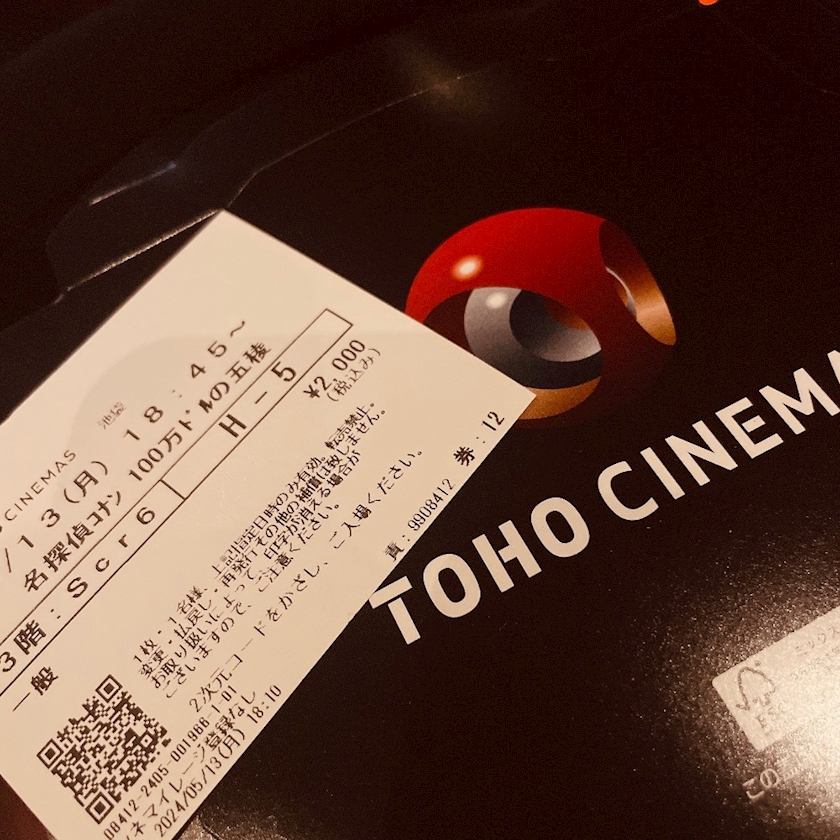 CINEMAS 池袋
/13(月) 18:45~
名探偵コナン 100万ドルの五稜
3階:Scr6 H-5
一般 ¥2,000
(税込み)
1枚・1名様、上記指定日時のみ有効。転売禁止。
変更・払戻し・再発行その他の補償は致しません。
お取り扱いによって、印字が消える場合が
ございますので、ご注意ください。
2次元コードをかざし、ご入場ください。
08412-2405-001966-1-01
ネマイレージ登録なし
2024/05/13(月) 18:10
責:9908412 券:12
TOHO CINEMA